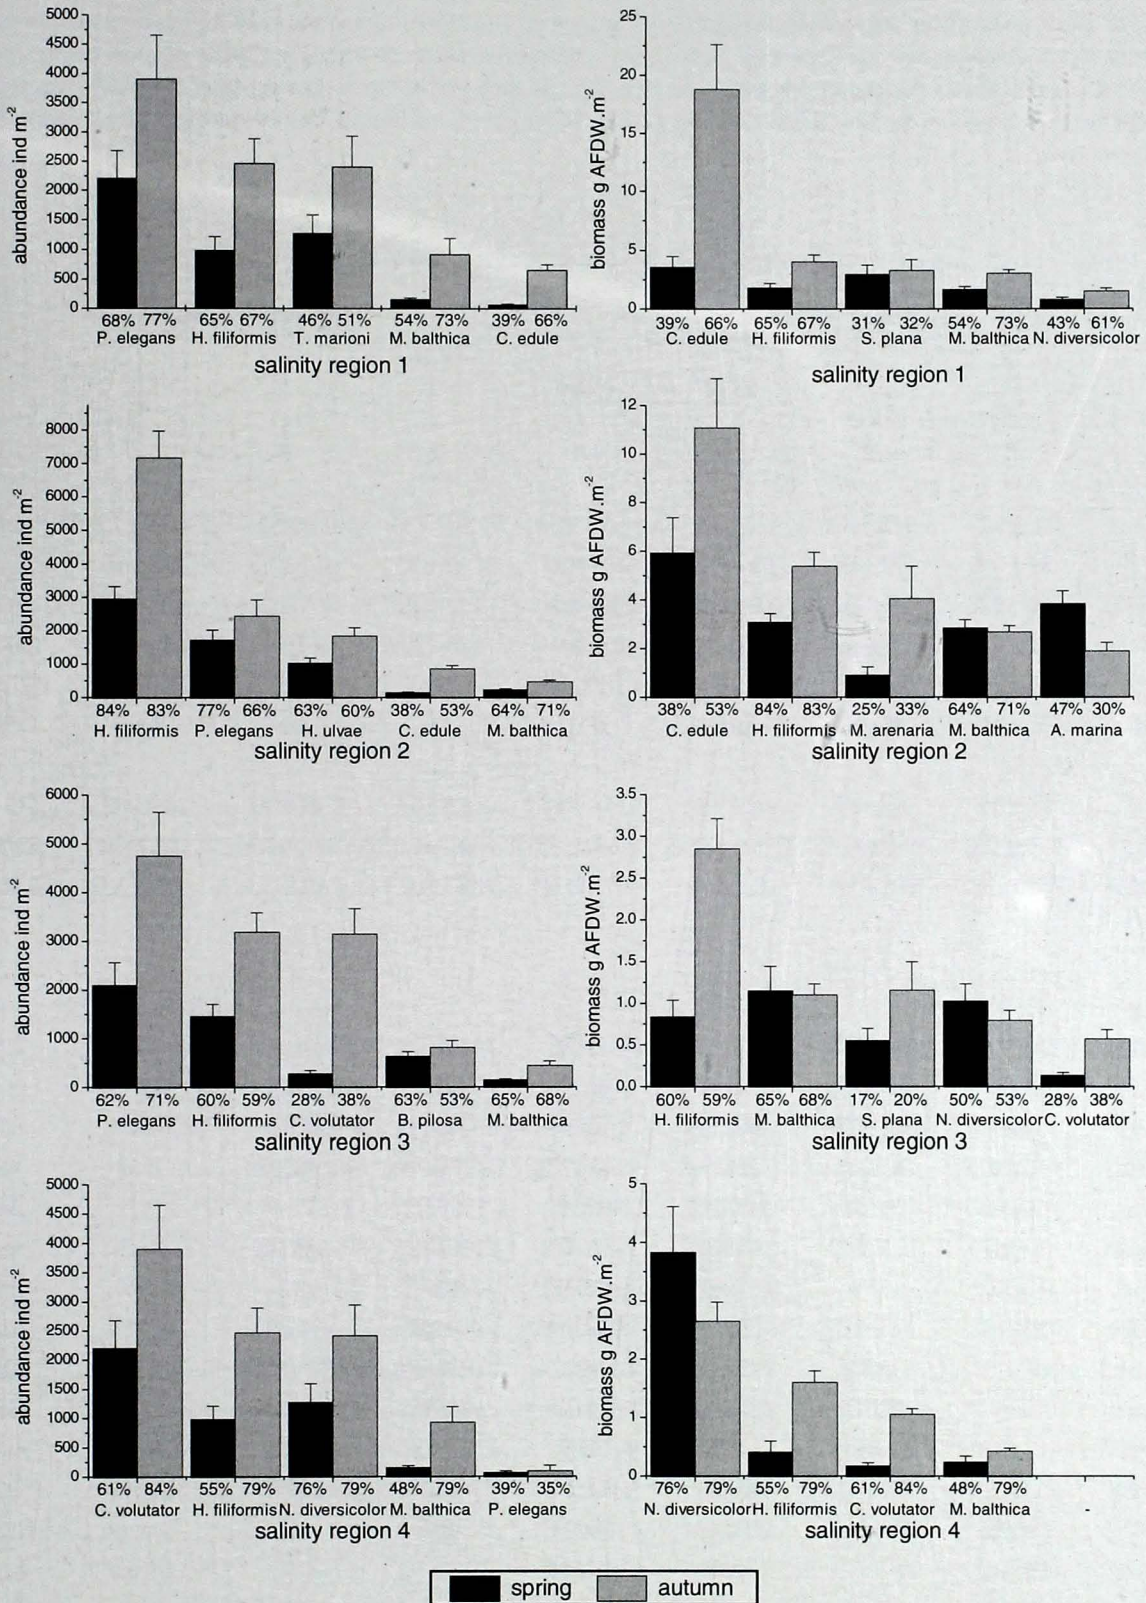 5000
4500
4000
3500
3000
2500
2000
1500
1000
500
0
abundance ind m-2
68% 77% 65% 67% 46% 51% 54% 73% 39% 66%
P. elegans H. filiformis T. marioni M. balthica C. edule
salinity region 1
25
20
15
10
5
0
biomass g AFDW.m-2
39% 66% 65% 67% 31% 32% 54% 73% 43% 61%
C. edule H. filiformis S. plana M. balthica N. diversicolor
salinity region 1
8000
7000
6000
5000
4000
3000
2000
1000
0
abundance ind m-2
84% 83% 77% 66% 63% 60% 38% 53% 64% 71%
H. filiformis P. elegans H. ulvae C. edule M. balthica
salinity region 2
12
10
8
6
4
2
0
biomass g AFDW.m-2
38% 53% 84% 83% 25% 33% 64% 71% 47% 30%
C. edule H. filiformis M. arenaria M. balthica A. marina
salinity region 2
6000
5000
4000
3000
2000
1000
0
abundance ind m-2
62% 71% 60% 59% 28% 38% 63% 53% 65% 68%
P. elegans H. filiformis C. volutator B. pilosa M. balthica
salinity region 3
3.5
3.0
2.5
2.0
1.5
1.0
0.5
0.0
biomass g AFDW.m-2
60% 59% 65% 68% 17% 20% 50% 53% 28% 38%
H. filiformis M. balthica S. plana N. diversicolor C. volutator
salinity region 3
5000
4500
4000
3500
3000
2500
2000
1500
1000
500
0
abundance ind m-2
61% 84% 55% 79% 76% 79% 48% 79% 39% 35%
C. volutator H. filiformis N. diversicolor M. balthica P. elegans
salinity region 4
5
4
3
2
1
0
biomass g AFDW.m-2
76% 79% 55% 79% 61% 84% 48% 79%
N. diversicolor H. filiformis C. volutator M. balthica
salinity region 4
spring autumn